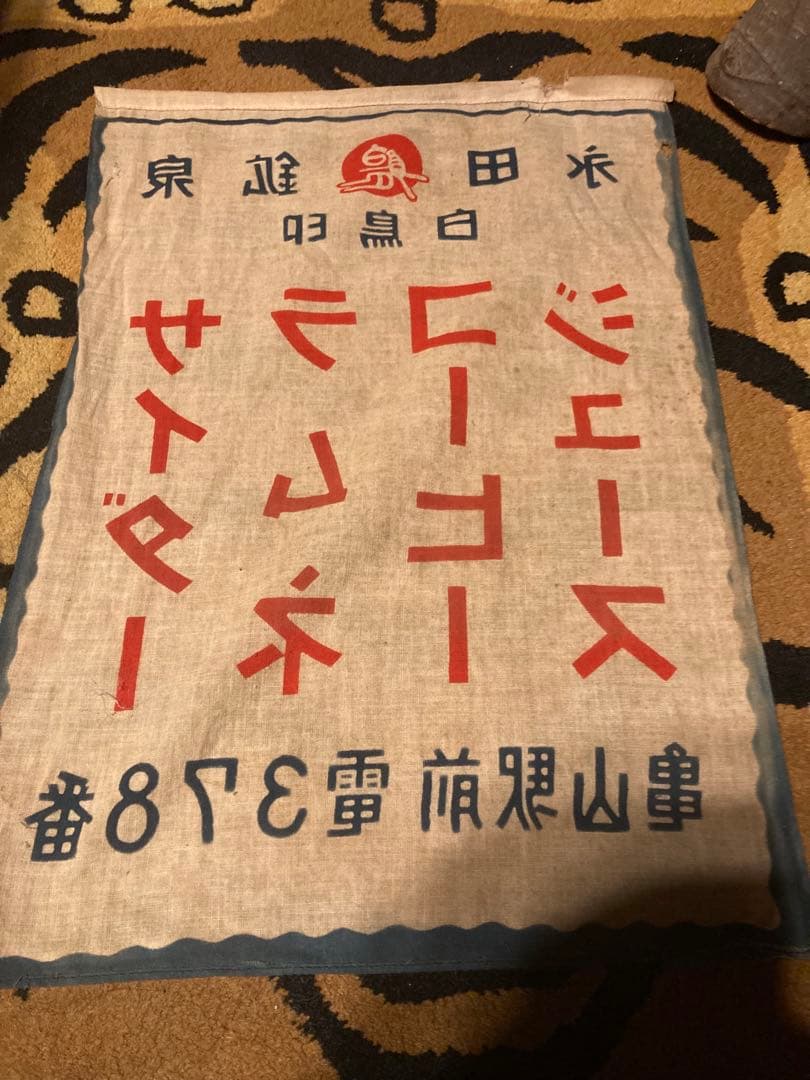 永田鉱泉
白鳥印
サイダー
ラムネ
コーヒー
ジュース
亀山駅前 電378番